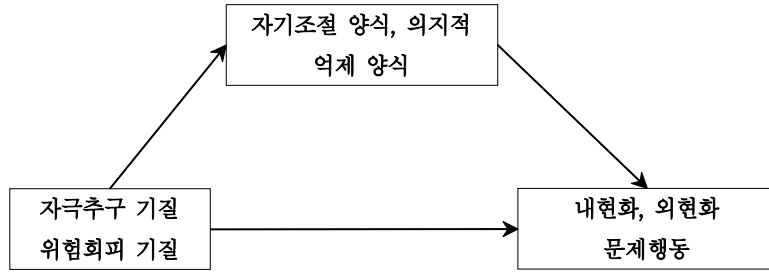 자기조절 양식, 의지적
억제 양식
자극추구 기질
위험회피 기질
내현화, 외현화
문제행동